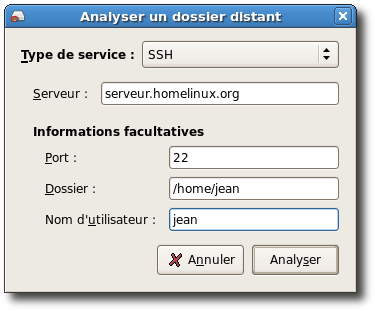 Analyser un dossier distant
Type de service : SSH
Serveur : serveur.homelinux.org
Informations facultatives
Port : 22
Dossier : /home/jean
Nom d'utilisateur : jean
Annuler Analyser